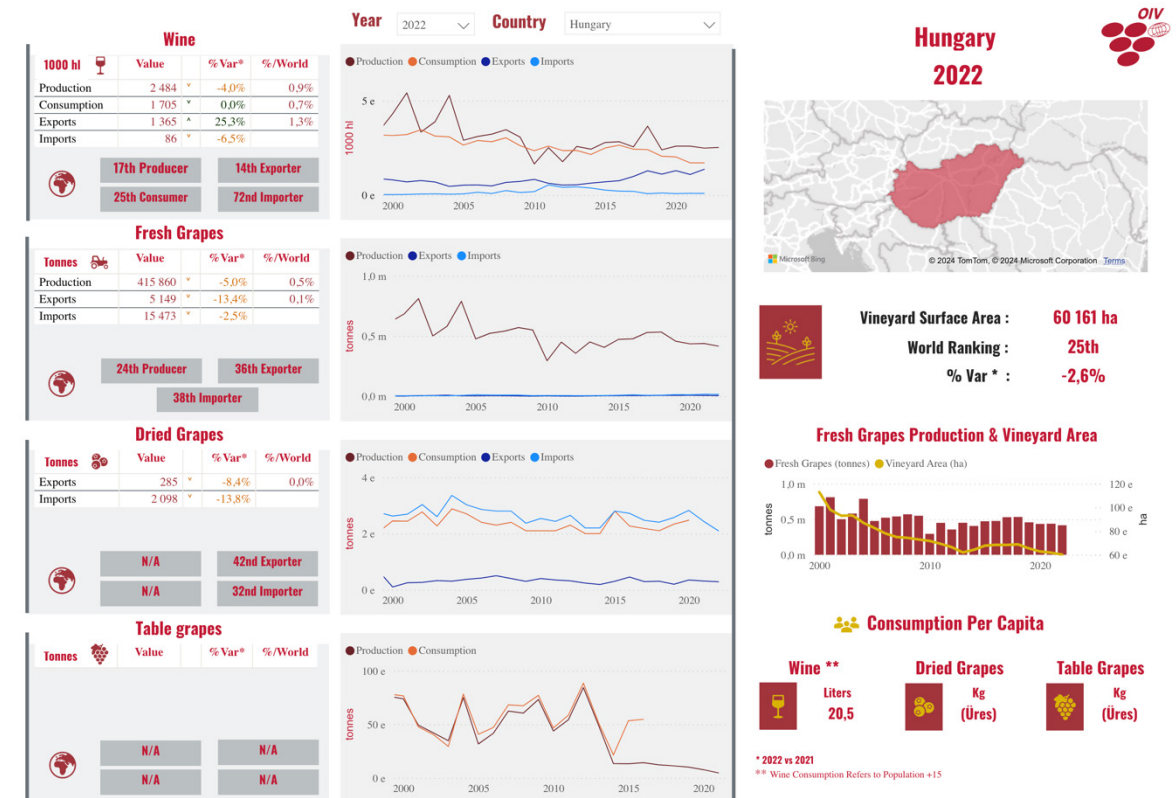 Year 2022 Country Hungary
OIV
Wine
1000 hl Value %Var* %/World
Production 2 484 -4,0% 0,9%
Consumption 1 705 0,0% 0,7%
Exports 1 365 25,3% 1,3%
Imports 86 -6,5%
17th Producer 14th Exporter
25th Consumer 72nd Importer
Production Consumption Exports Imports
1000 hl
5 e
0 e
2000 2005 2010 2015 2020
Fresh Grapes
Tonnes Value %Var* %/World
Production 415 860 -5,0% 0,5%
Exports 5 149 -13,4% 0,1%
Imports 15 473 -2,5%
24th Producer 36th Exporter
38th Importer
Production Exports Imports
tonnes
1,0 m
0,5 m
0,0 m
2000 2005 2010 2015 2020
Dried Grapes
Tonnes Value %Var* %/World
Exports 285 -8,4% 0,0%
Imports 2 098 -13,8%
N/A 42nd Exporter
N/A 32nd Importer
Production Consumption Exports Imports
tonnes
4 e
2 e
0 e
2000 2005 2010 2015 2020
Table grapes
Tonnes Value %Var* %/World
N/A N/A
N/A N/A
Production Consumption
tonnes
100 e
50 e
0 e
2000 2005 2010 2015 2020
Hungary
2022
Microsoft Bing
© 2024 TomTom, © 2024 Microsoft Corporation Terms
Vineyard Surface Area : 60 161 ha
World Ranking : 25th
% Var * : -2,6%
Fresh Grapes Production & Vineyard Area
Fresh Grapes (tonnes) Vineyard Area (ha)
tonnes
1,0 m
0,5 m
0,0 m
120 e
100 e
80 e
60 e
ha
2000 2010 2020
Consumption Per Capita
Wine ** Dried Grapes Table Grapes
Liters Kg Kg
20,5 (Üres) (Üres)
* 2022 vs 2021
** Wine Consumption Refers to Population +15